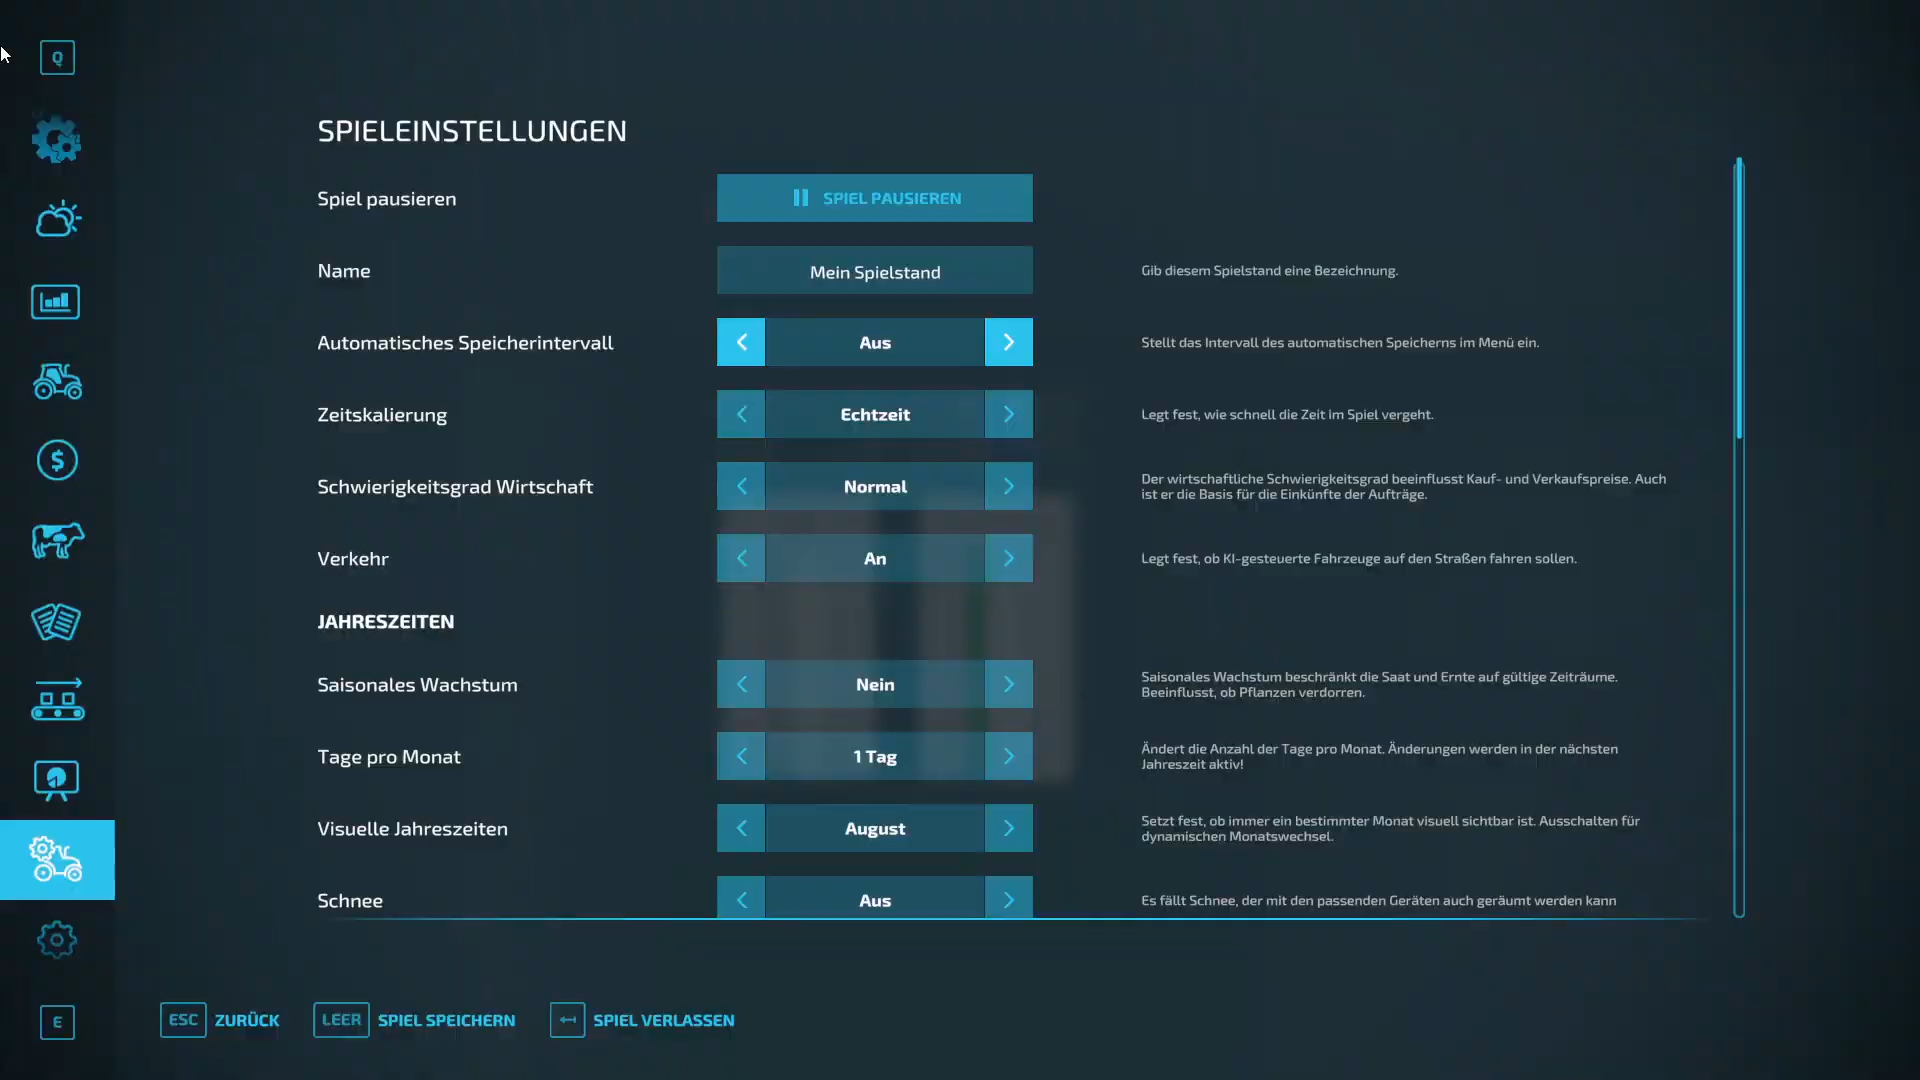 Q
SPIELEINSTELLUNGEN
Spiel pausieren
SPIEL PAUSIEREN
Name
Mein Spielstand
Gib diesem Spielstand eine Bezeichnung.
Automatisches Speicherintervall
Aus
Stellt das Intervall des automatischen Speicherns im Menü ein.
Zeitskalierung
Echtzeit
Legt fest, wie schnell die Zeit im Spiel vergeht.
Schwierigkeitsgrad Wirtschaft
Normal
Der wirtschaftliche Schwierigkeitsgrad beeinflusst Kauf- und Verkaufspreise. Auch
ist er die Basis für die Einkünfte der Aufträge.
Verkehr
An
Legt fest, ob KI-gesteuerte Fahrzeuge auf den Straßen fahren sollen.
JAHRESZEITEN
Saisonales Wachstum
Nein
Saisonales Wachstum beschränkt die Saat und Ernte auf gültige Zeiträume.
Beeinflusst, ob Pflanzen verdorren.
Tage pro Monat
1 Tag
Ändert die Anzahl der Tage pro Monat. Änderungen werden in der nächsten
Jahreszeit aktiv!
Visuelle Jahreszeiten
August
Setzt fest, ob immer ein bestimmter Monat visuell sichtbar ist. Ausschalten für
dynamischen Monatswechsel.
Schnee
Aus
Es fällt Schnee, der mit den passenden Geräten auch geräumt werden kann
E
ESC ZURÜCK LEER SPIEL SPEICHERN SPIEL VERLASSEN